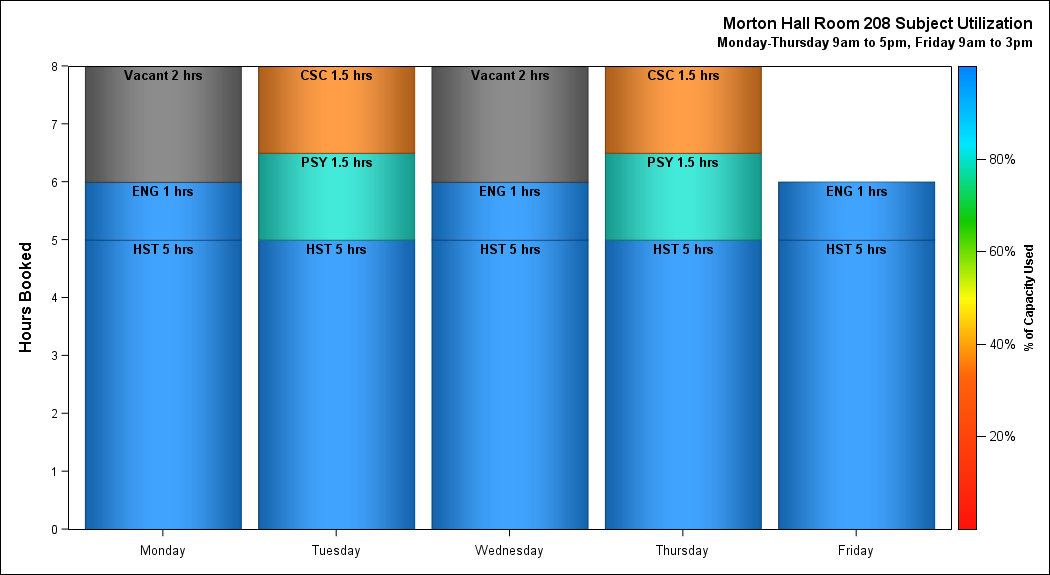 Morton Hall Room 208 Subject Utilization
Monday-Thursday 9am to 5pm, Friday 9am to 3pm
Hours Booked
8
7
6
5
4
3
2
1
0
Vacant 2 hrs
ENG 1 hrs
HST 5 hrs
CSC 1.5 hrs
PSY 1.5 hrs
HST 5 hrs
Vacant 2 hrs
ENG 1 hrs
HST 5 hrs
CSC 1.5 hrs
PSY 1.5 hrs
HST 5 hrs
ENG 1 hrs
HST 5 hrs
Monday
Tuesday
Wednesday
Thursday
Friday
80%
60%
40%
20%
% of Capacity Used